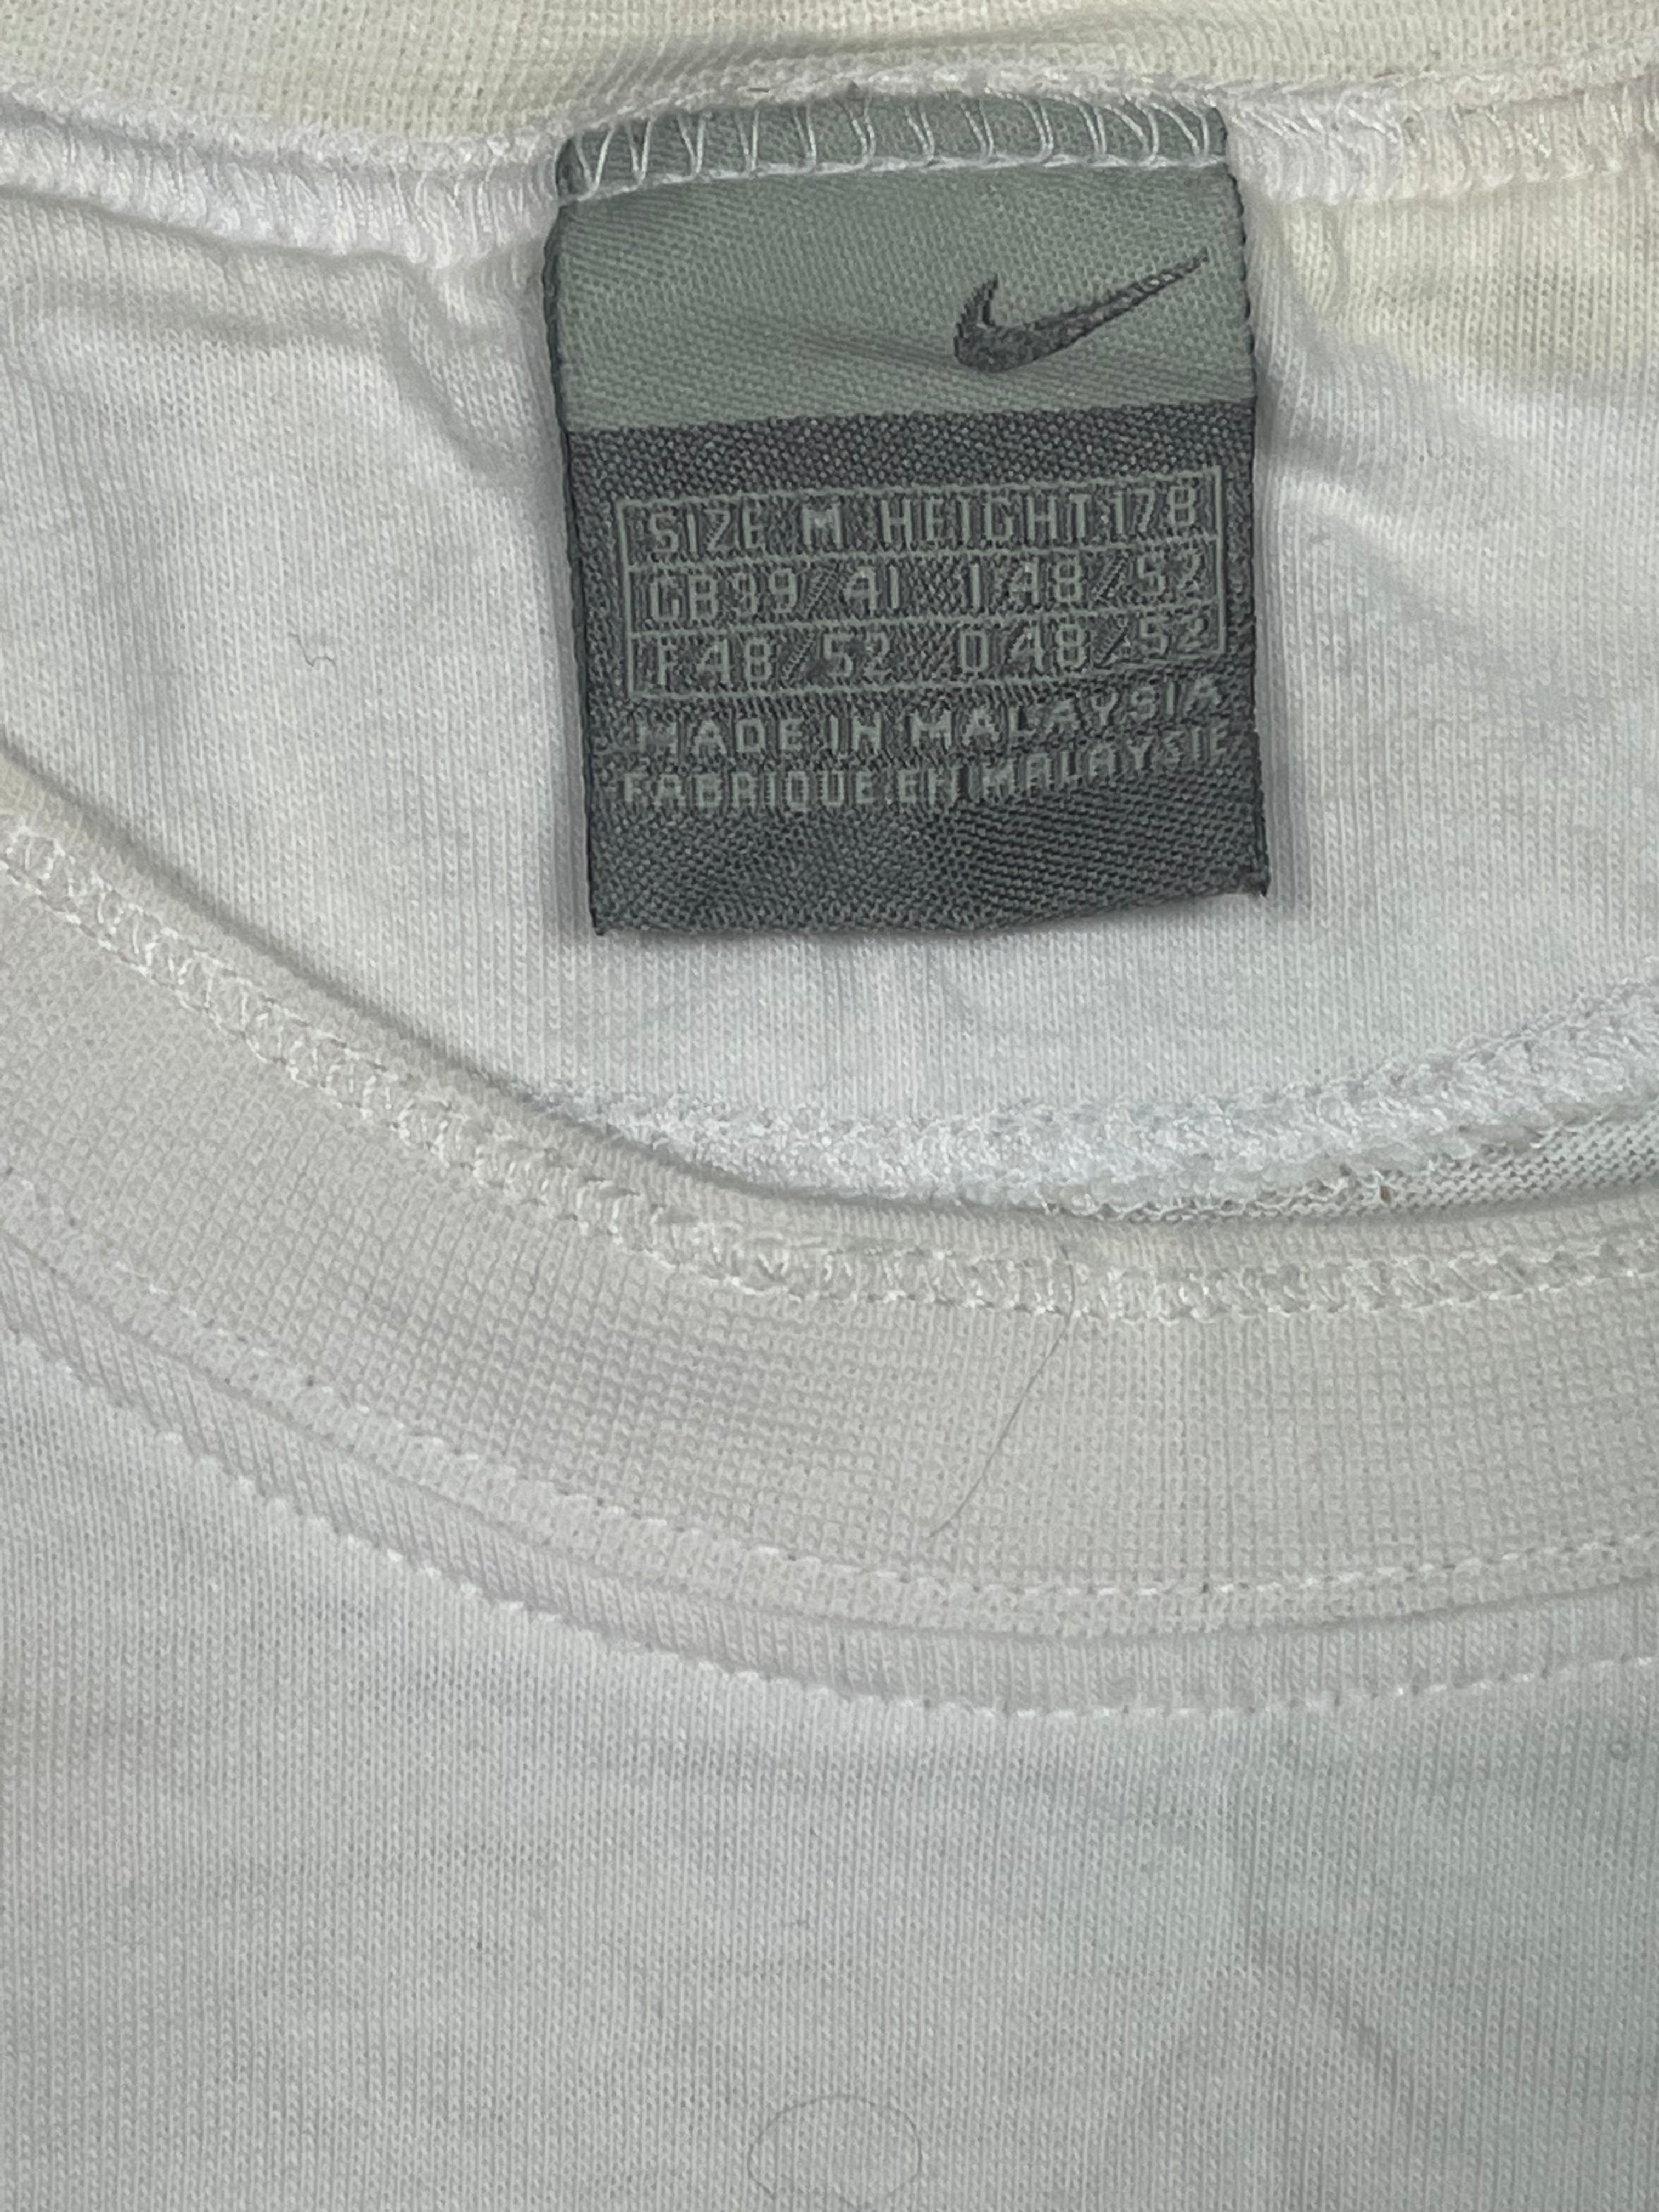 SIZE M HEIGHT 178
GB 39/41 I 48/52
F 48/52 D 48/52
MADE IN MALAYSIA
FABRIQUE EN MALAYSIE